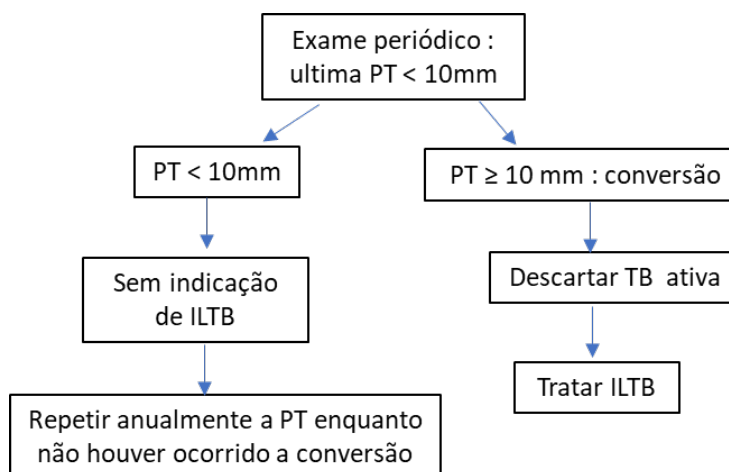 Exame periódico :
ultima PT < 10mm
PT < 10mm
PT ≥ 10 mm : conversão
Sem indicação
de ILTB
Descartar TB ativa
Tratar ILTB
Repetir anualmente a PT enquanto
não houver ocorrido a conversão